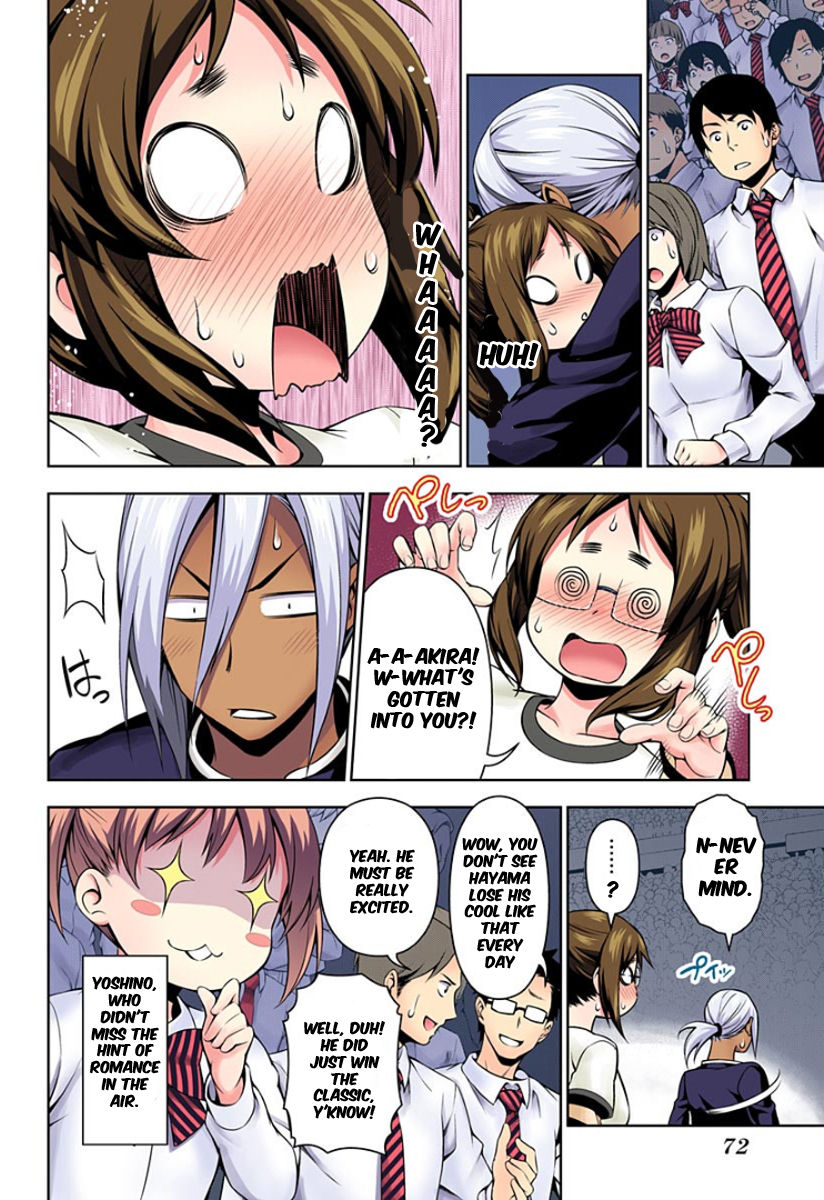 HUH!
W
H
A
A
A
A
A
A?
ペしっ
A-A-AKIRA!
W-WHAT'S
GOTTEN
INTO YOU?!
ペしっ
はっ
N-NEV
ER
MIND.
......
?
プイッ
WOW, YOU
DON'T SEE
HAYAMA
LOSE HIS
COOL LIKE
THAT
EVERY
DAY
YEAH. HE
MUST BE
REALLY
EXCITED.
WELL, DUH!
HE DID
JUST WIN
THE
CLASSIC,
Y'KNOW!
YOSHINO,
WHO
DIDN'T
MISS THE
HINT OF
ROMANCE
IN THE
AIR.
72